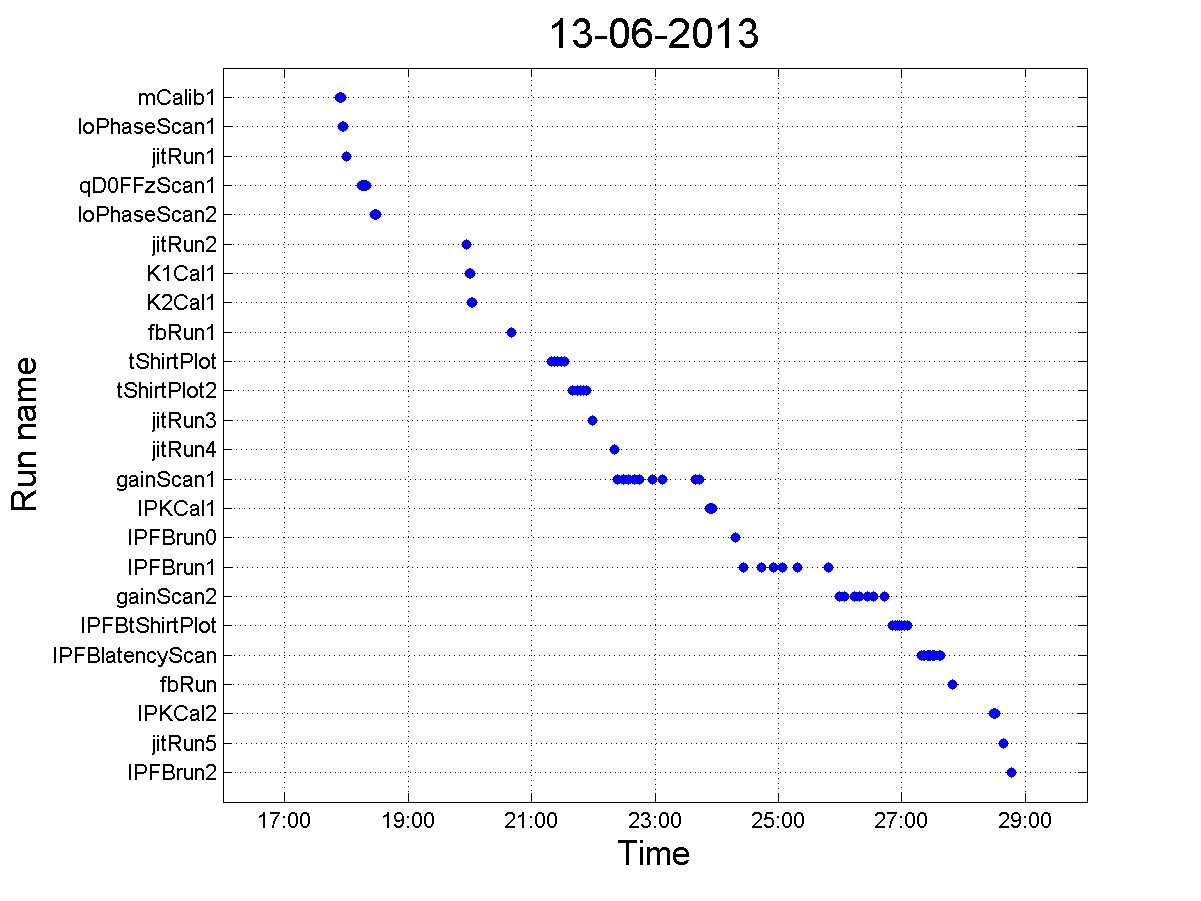 13-06-2013
Run name
mCalib1
loPhaseScan1
jitRun1
qD0FFzScan1
loPhaseScan2
jitRun2
K1Cal1
K2Cal1
fbRun1
tShirtPlot
tShirtPlot2
jitRun3
jitRun4
gainScan1
IPKCal1
IPFBrun0
IPFBrun1
gainScan2
IPFBtShirtPlot
IPFBlatencyScan
fbRun
IPKCal2
jitRun5
IPFBrun2
17:00 19:00 21:00 23:00 25:00 27:00 29:00
Time